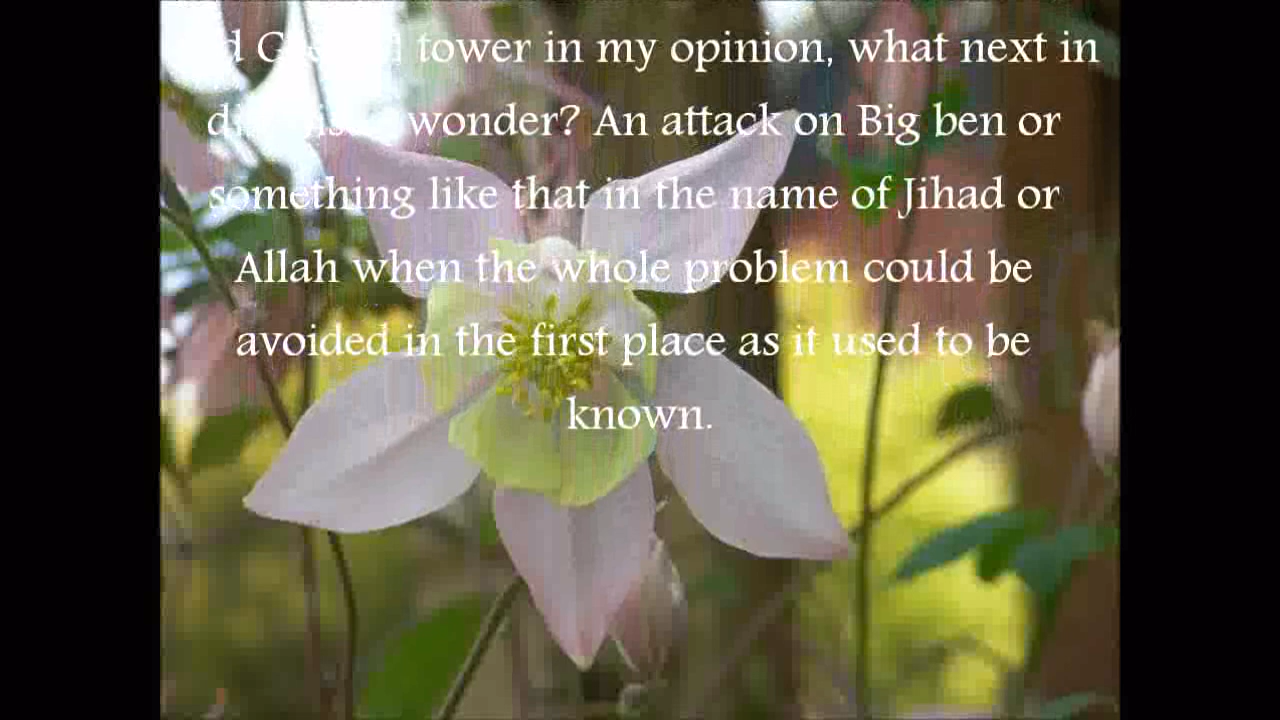 tower in my opinion, what next in
wonder? An attack on Big ben or
something like that in the name of Jihad or
Allah when the whole problem could be
avoided in the first place as it used to be
known.